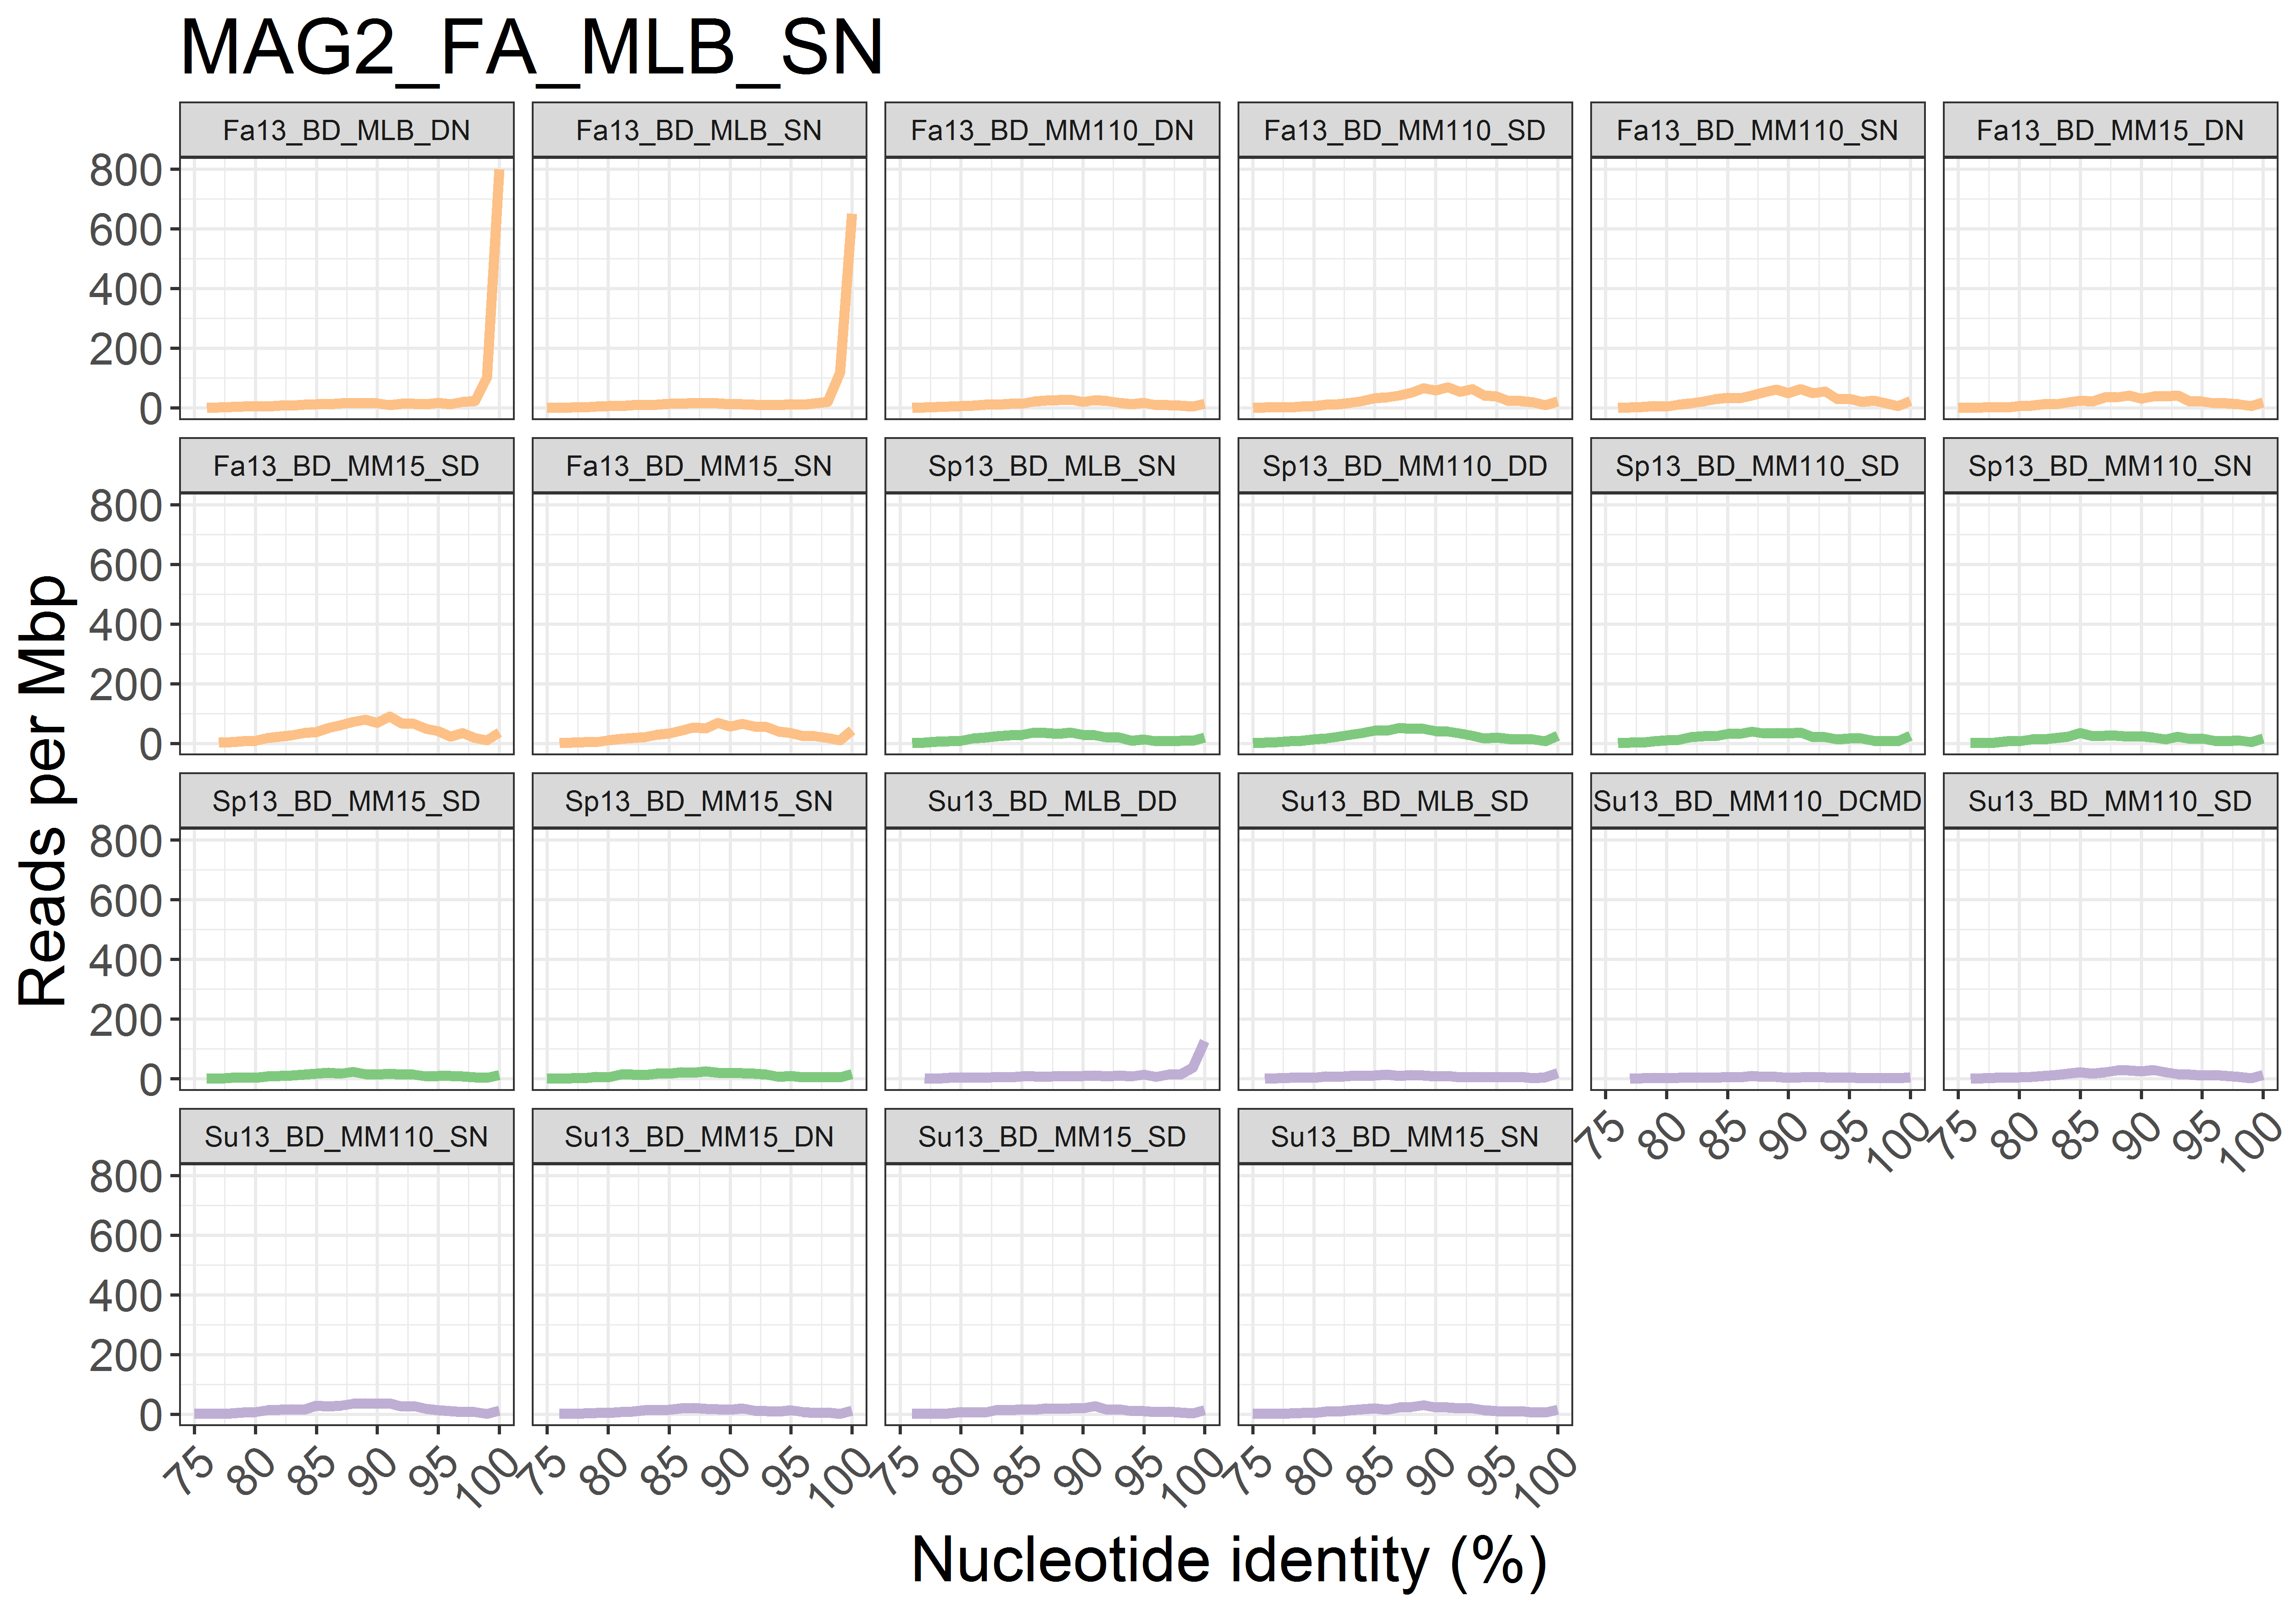 MAG2_FA_MLB_SN
Fa13_BD_MLB_DN Fa13_BD_MLB_SN Fa13_BD_MM110_DN Fa13_BD_MM110_SD Fa13_BD_MM110_SN Fa13_BD_MM15_DN
800
600
400
200
0
Fa13_BD_MM15_SD Fa13_BD_MM15_SN Sp13_BD_MLB_SN Sp13_BD_MM110_DD Sp13_BD_MM110_SD Sp13_BD_MM110_SN
800
600
400
200
0
Reads per Mbp
Sp13_BD_MM15_SD Sp13_BD_MM15_SN Su13_BD_MLB_DD Su13_BD_MLB_SD Su13_BD_MM110_DCMD Su13_BD_MM110_SD
800
600
400
200
0
75 80 85 90 95 100 75 80 85 90 95 100
Su13_BD_MM110_SN Su13_BD_MM15_DN Su13_BD_MM15_SD Su13_BD_MM15_SN
800
600
400
200
0
75 80 85 90 95 100 75 80 85 90 95 100 75 80 85 90 95 100 75 80 85 90 95 100
Nucleotide identity (%)